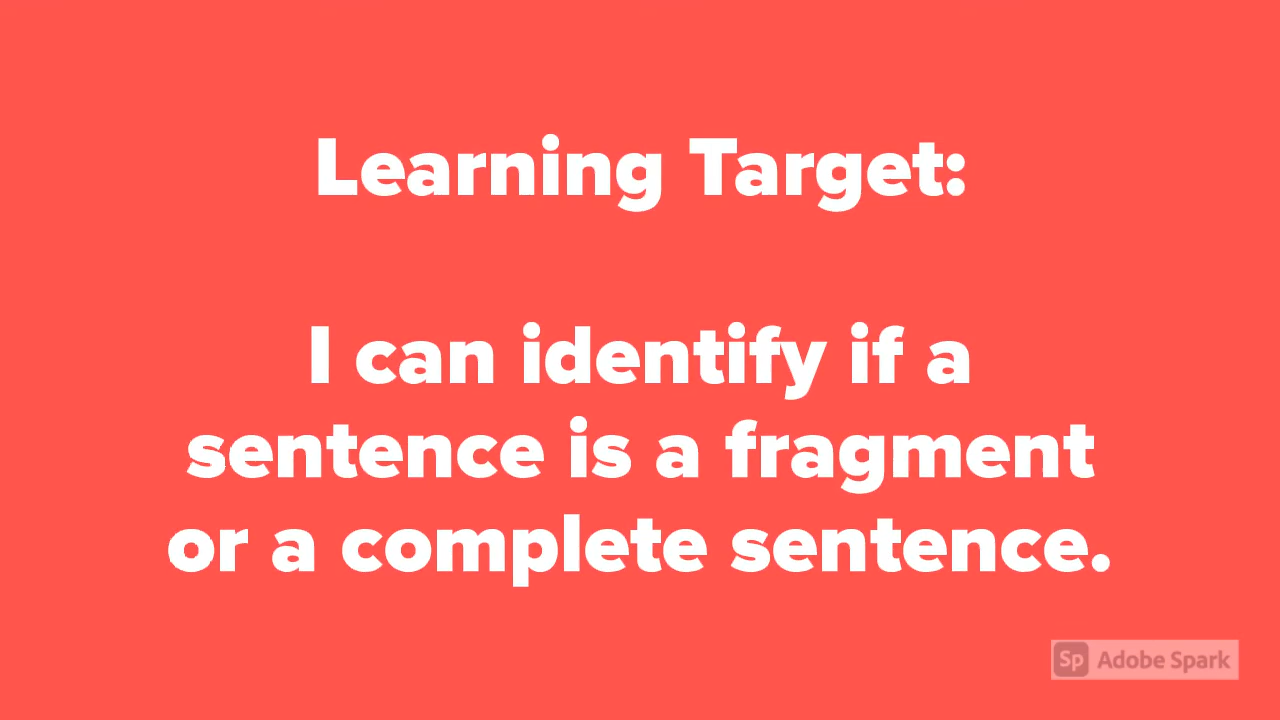 Learning Target:
I can identify if a
sentence is a fragment
or a complete sentence.
Sp Adobe Spark